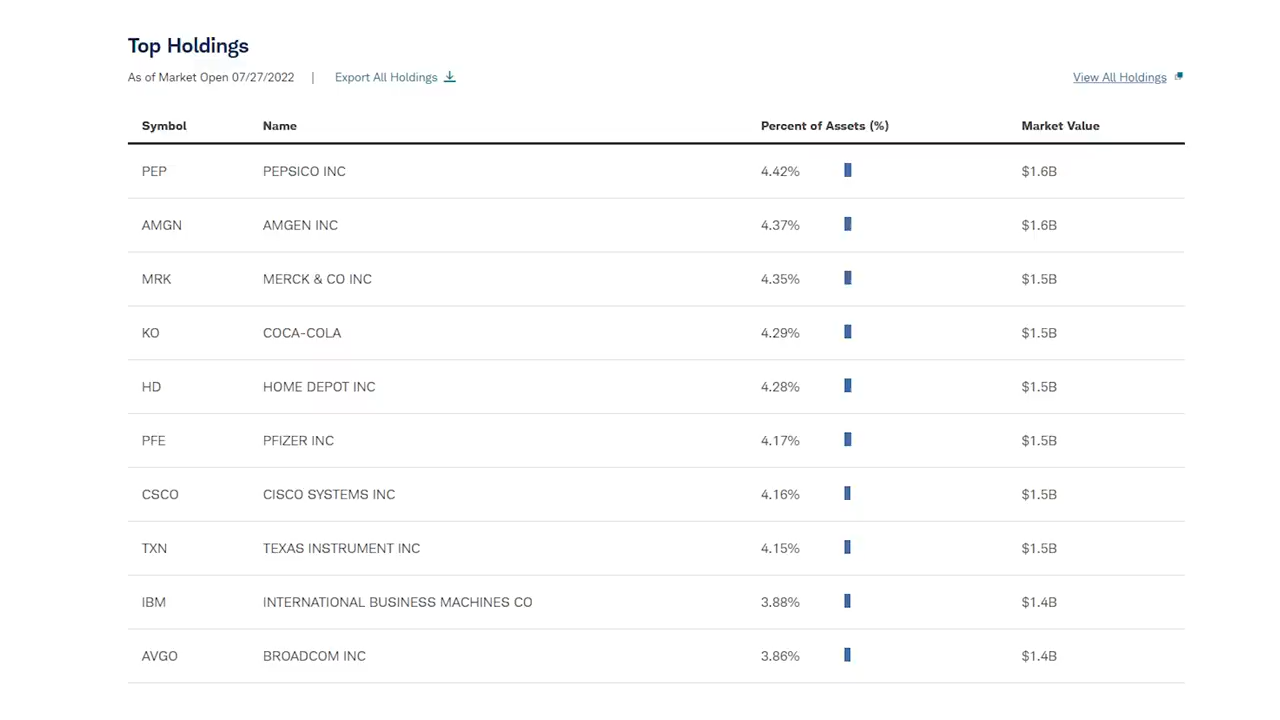 Top Holdings
As of Market Open 07/27/2022 | Export All Holdings View All Holdings
Symbol Name Percent of Assets (%) Market Value
PEP PEPSICO INC 4.42% $1.6B
AMGN AMGEN INC 4.37% $1.6B
MRK MERCK & CO INC 4.35% $1.5B
KO COCA-COLA 4.29% $1.5B
HD HOME DEPOT INC 4.28% $1.5B
PFE PFIZER INC 4.17% $1.5B
CSCO CISCO SYSTEMS INC 4.16% $1.5B
TXN TEXAS INSTRUMENT INC 4.15% $1.5B
IBM INTERNATIONAL BUSINESS MACHINES CO 3.88% $1.4B
AVGO BROADCOM INC 3.86% $1.4B